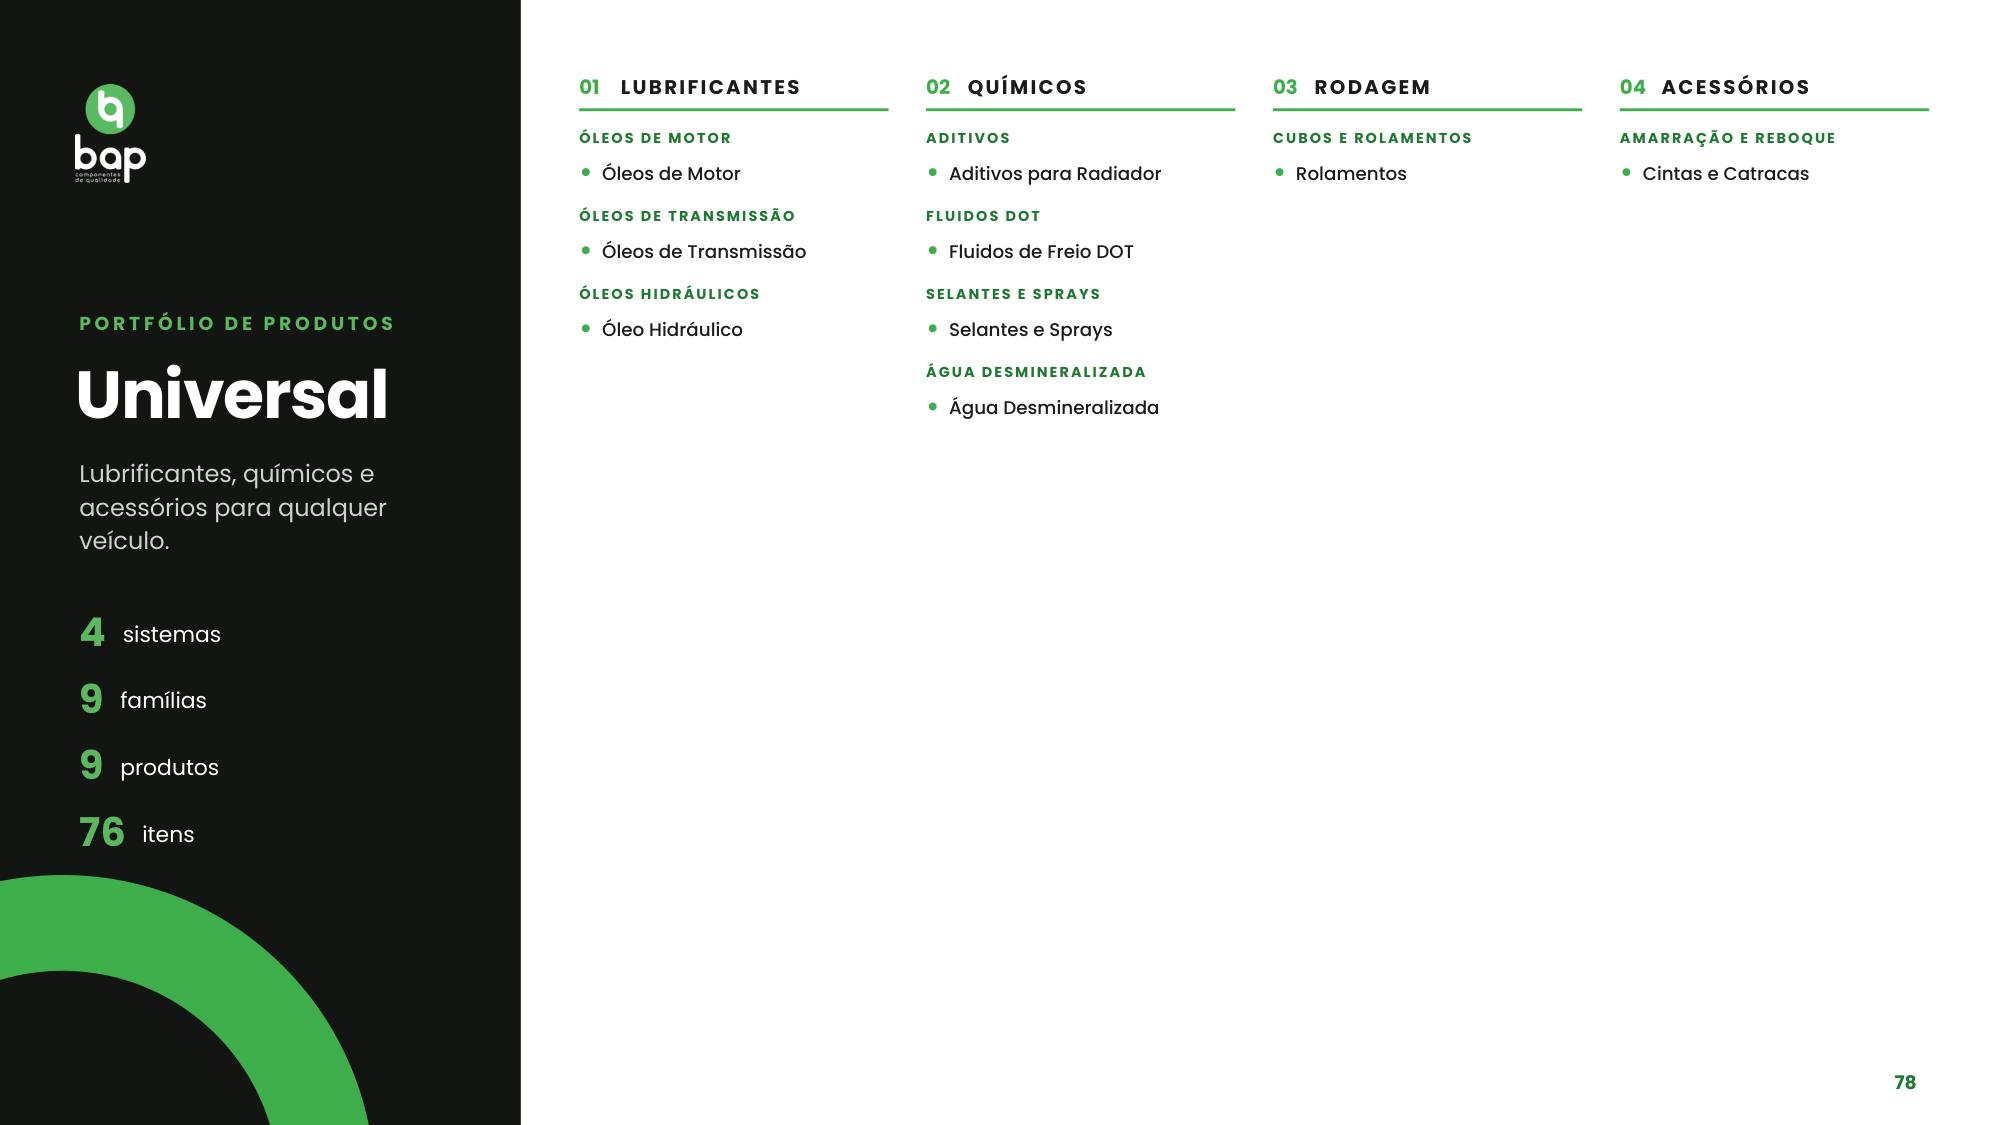 bap
componentes
de qualidade
PORTFÓLIO DE PRODUTOS
Universal
Lubrificantes, químicos e
acessórios para qualquer
veículo.
4 sistemas
9 famílias
9 produtos
76 itens
01 LUBRIFICANTES
ÓLEOS DE MOTOR
• Óleos de Motor
ÓLEOS DE TRANSMISSÃO
• Óleos de Transmissão
ÓLEOS HIDRÁULICOS
• Óleo Hidráulico
02 QUÍMICOS
ADITIVOS
• Aditivos para Radiador
FLUIDOS DOT
• Fluidos de Freio DOT
SELANTES E SPRAYS
• Selantes e Sprays
ÁGUA DESMINERALIZADA
• Água Desmineralizada
03 RODAGEM
CUBOS E ROLAMENTOS
• Rolamentos
04 ACESSÓRIOS
AMARRAÇÃO E REBOQUE
• Cintas e Catracas
78